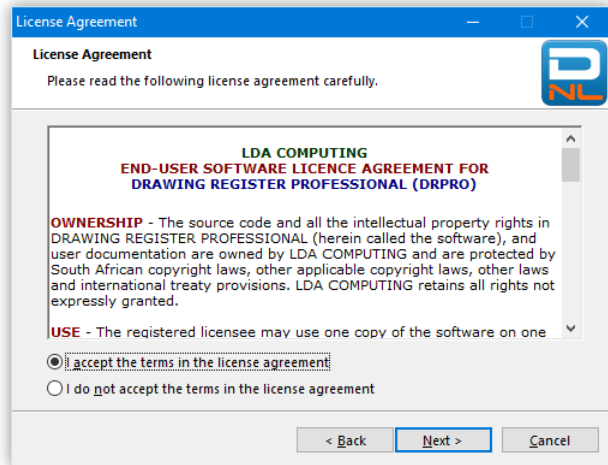 License Agreement
License Agreement
Please read the following license agreement carefully.
D
NL
LDA COMPUTING
END-USER SOFTWARE LICENCE AGREEMENT FOR
DRAWING REGISTER PROFESSIONAL (DRPRO)
OWNERSHIP - The source code and all the intellectual property rights in
DRAWING REGISTER PROFESSIONAL (herein called the software), and
user documentation are owned by LDA COMPUTING and are protected by
South African copyright laws, other applicable copyright laws, other laws
and international treaty provisions. LDA COMPUTING retains all rights not
expressly granted.
USE - The registered licensee may use one copy of the software on one
I accept the terms in the license agreement
I do not accept the terms in the license agreement
< Back
Next >
Cancel